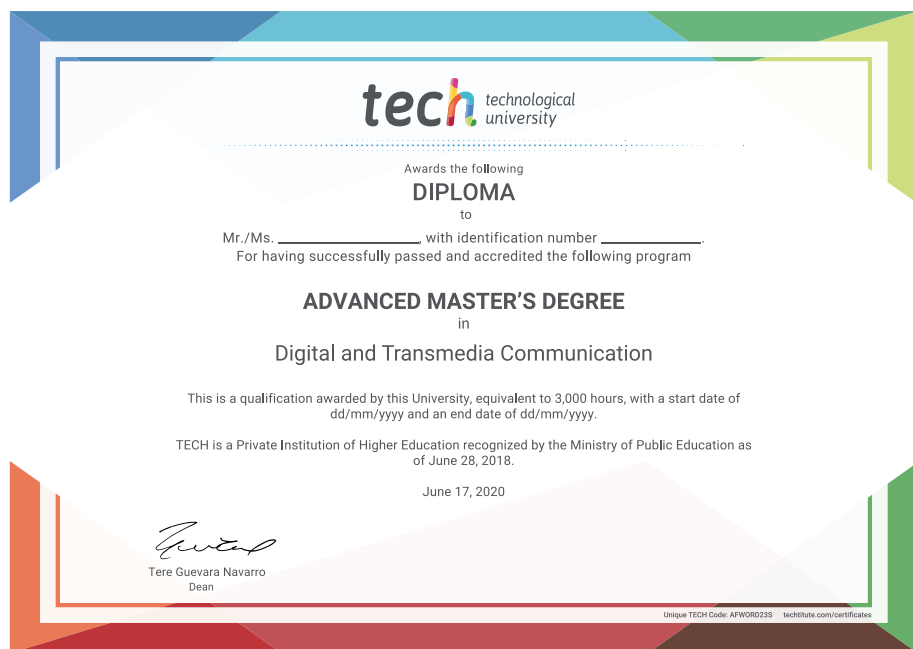 tech technological
university
Awards the following
DIPLOMA
to
Mr./Ms. ____________________, with identification number ______________.
For having successfully passed and accredited the following program
ADVANCED MASTER’S DEGREE
in
Digital and Transmedia Communication
This is a qualification awarded by this University, equivalent to 3,000 hours, with a start date of
dd/mm/yyyy and an end date of dd/mm/yyyy.
TECH is a Private Institution of Higher Education recognized by the Ministry of Public Education as
of June 28, 2018.
June 17, 2020
Tere Guevara Navarro
Dean
Unique TECH Code: AFWORD23S techtitute.com/certificates